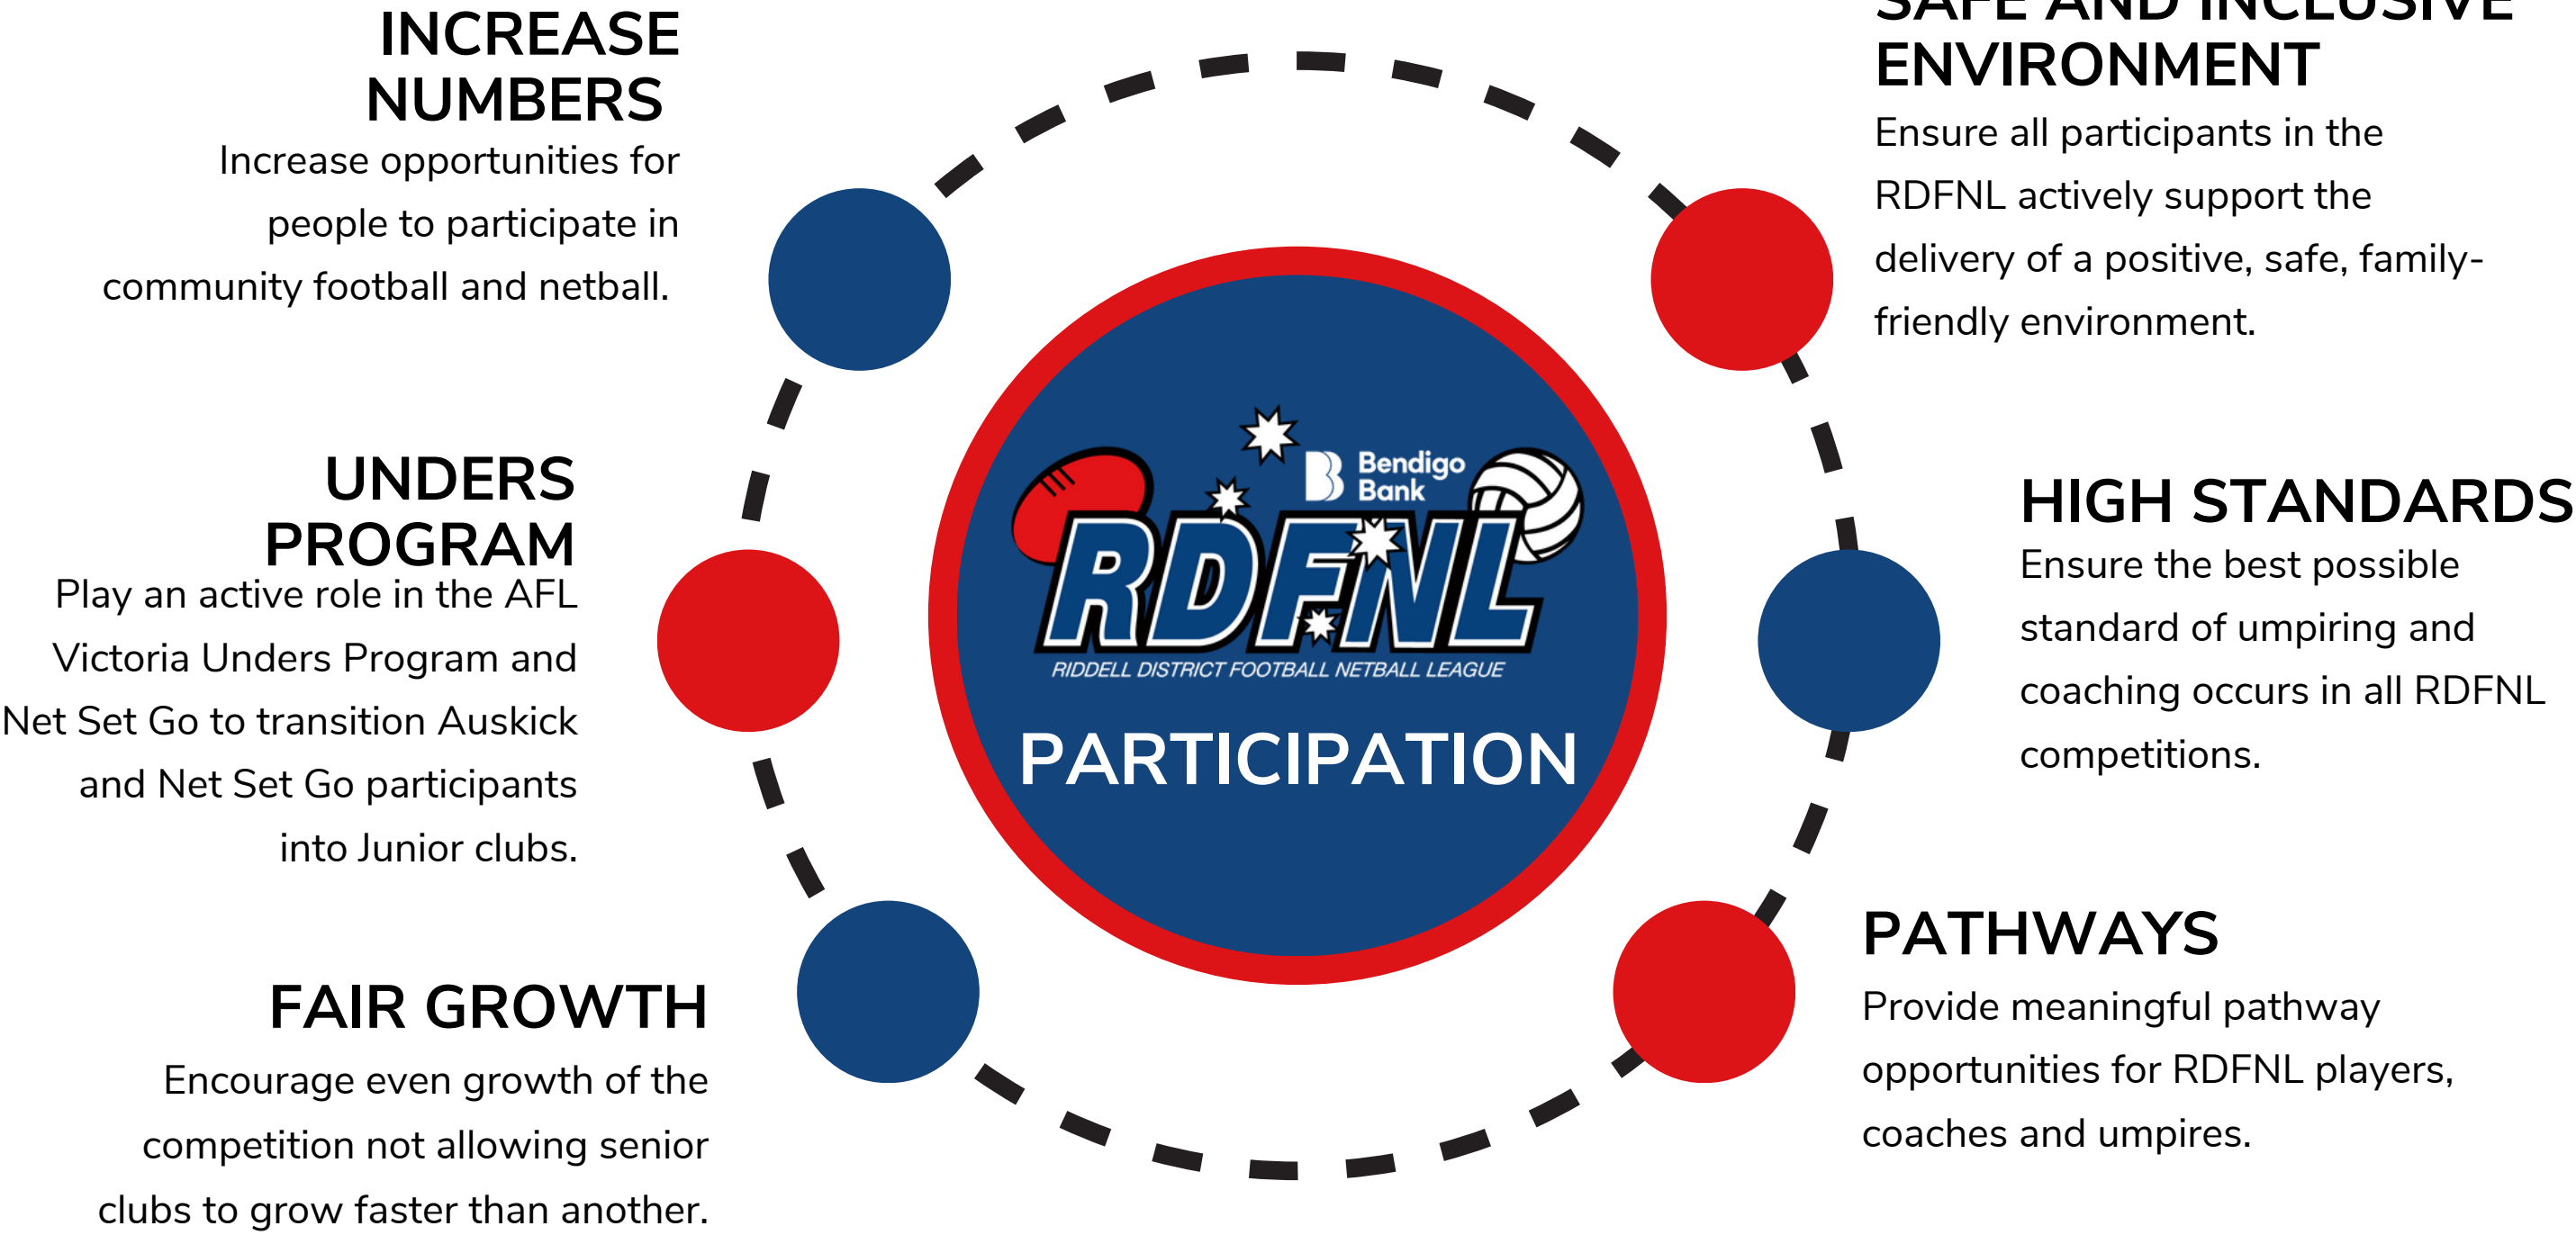 INCREASE
NUMBERS
Increase opportunities for
people to participate in
community football and netball.
UNDERS
PROGRAM
Play an active role in the AFL
Victoria Unders Program and
Net Set Go to transition Auskick
and Net Set Go participants
into Junior clubs.
FAIR GROWTH
Encourage even growth of the
competition not allowing senior
clubs to grow faster than another.
Bendigo
Bank
RDFNL
RIDDELL DISTRICT FOOTBALL NETBALL LEAGUE
PARTICIPATION
SAFE AND INCLUSIVE
ENVIRONMENT
Ensure all participants in the
RDFNL actively support the
delivery of a positive, safe, family-
friendly environment.
HIGH STANDARDS
Ensure the best possible
standard of umpiring and
coaching occurs in all RDFNL
competitions.
PATHWAYS
Provide meaningful pathway
opportunities for RDFNL players,
coaches and umpires.